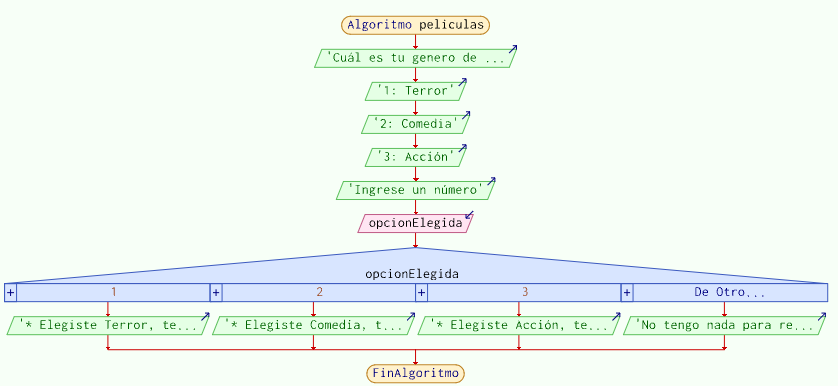 Algoritmo peliculas
'Cuál es tu genero de ...
'1: Terror'
'2: Comedia'
'3: Acción'
'Ingrese un número'
opcionElegida
opcionElegida
+ 1 + 2 + 3 + De Otro...
'* Elegiste Terror, te... '* Elegiste Comedia, t... '* Elegiste Acción, te... 'No tengo nada para re...
FinAlgoritmo